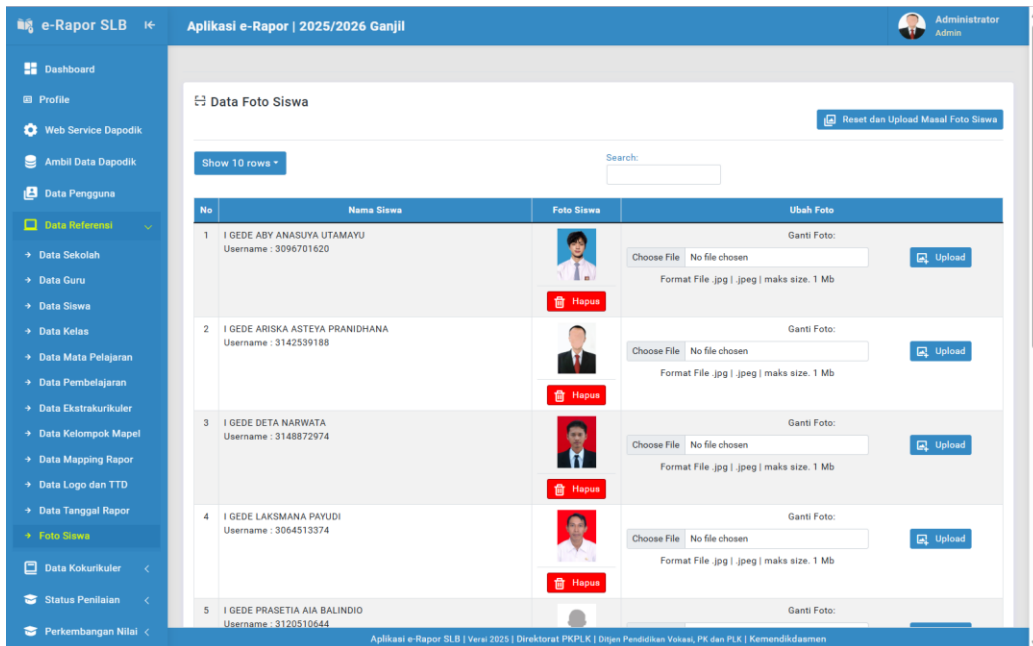 e-Rapor SLB
Aplikasi e-Rapor | 2025/2026 Ganjil
Administrator
Admin
Dashboard
Profile
Web Service Dapodik
Ambil Data Dapodik
Data Pengguna
Data Referensi
Data Sekolah
Data Guru
Data Siswa
Data Kelas
Data Mata Pelajaran
Data Pembelajaran
Data Ekstrakurikuler
Data Kelompok Mapel
Data Mapping Rapor
Data Logo dan TTD
Data Tanggal Rapor
Foto Siswa
Data Kokurikuler
Status Penilaian
Perkembangan Nilai
Data Foto Siswa
Reset dan Upload Masal Foto Siswa
Show 10 rows
Search:
No Nama Siswa Foto Siswa Ubah Foto
1 I GEDE ABY ANASUYA UTAMAYU Ganti Foto:
Username : 3096701620
Choose File No file chosen Upload
Format File .jpg | .jpeg | maks size. 1 Mb
Hapus
2 I GEDE ARISKA ASTEYA PRANIDHANA Ganti Foto:
Username : 3142539188
Choose File No file chosen Upload
Format File .jpg | .jpeg | maks size. 1 Mb
Hapus
3 I GEDE DETA NARWATA Ganti Foto:
Username : 3148872974
Choose File No file chosen Upload
Format File .jpg | .jpeg | maks size. 1 Mb
Hapus
4 I GEDE LAKSMANA PAYUDI Ganti Foto:
Username : 3064513374
Choose File No file chosen Upload
Format File .jpg | .jpeg | maks size. 1 Mb
Hapus
5 I GEDE PRASETIA AIA BALINDIO Ganti Foto:
Username : 3120510644
Aplikasi e-Rapor SLB | Versi 2025 | Direktorat PKPLK | Ditjen Pendidikan Vokasi, PK dan PLK | Kemendikdasmen